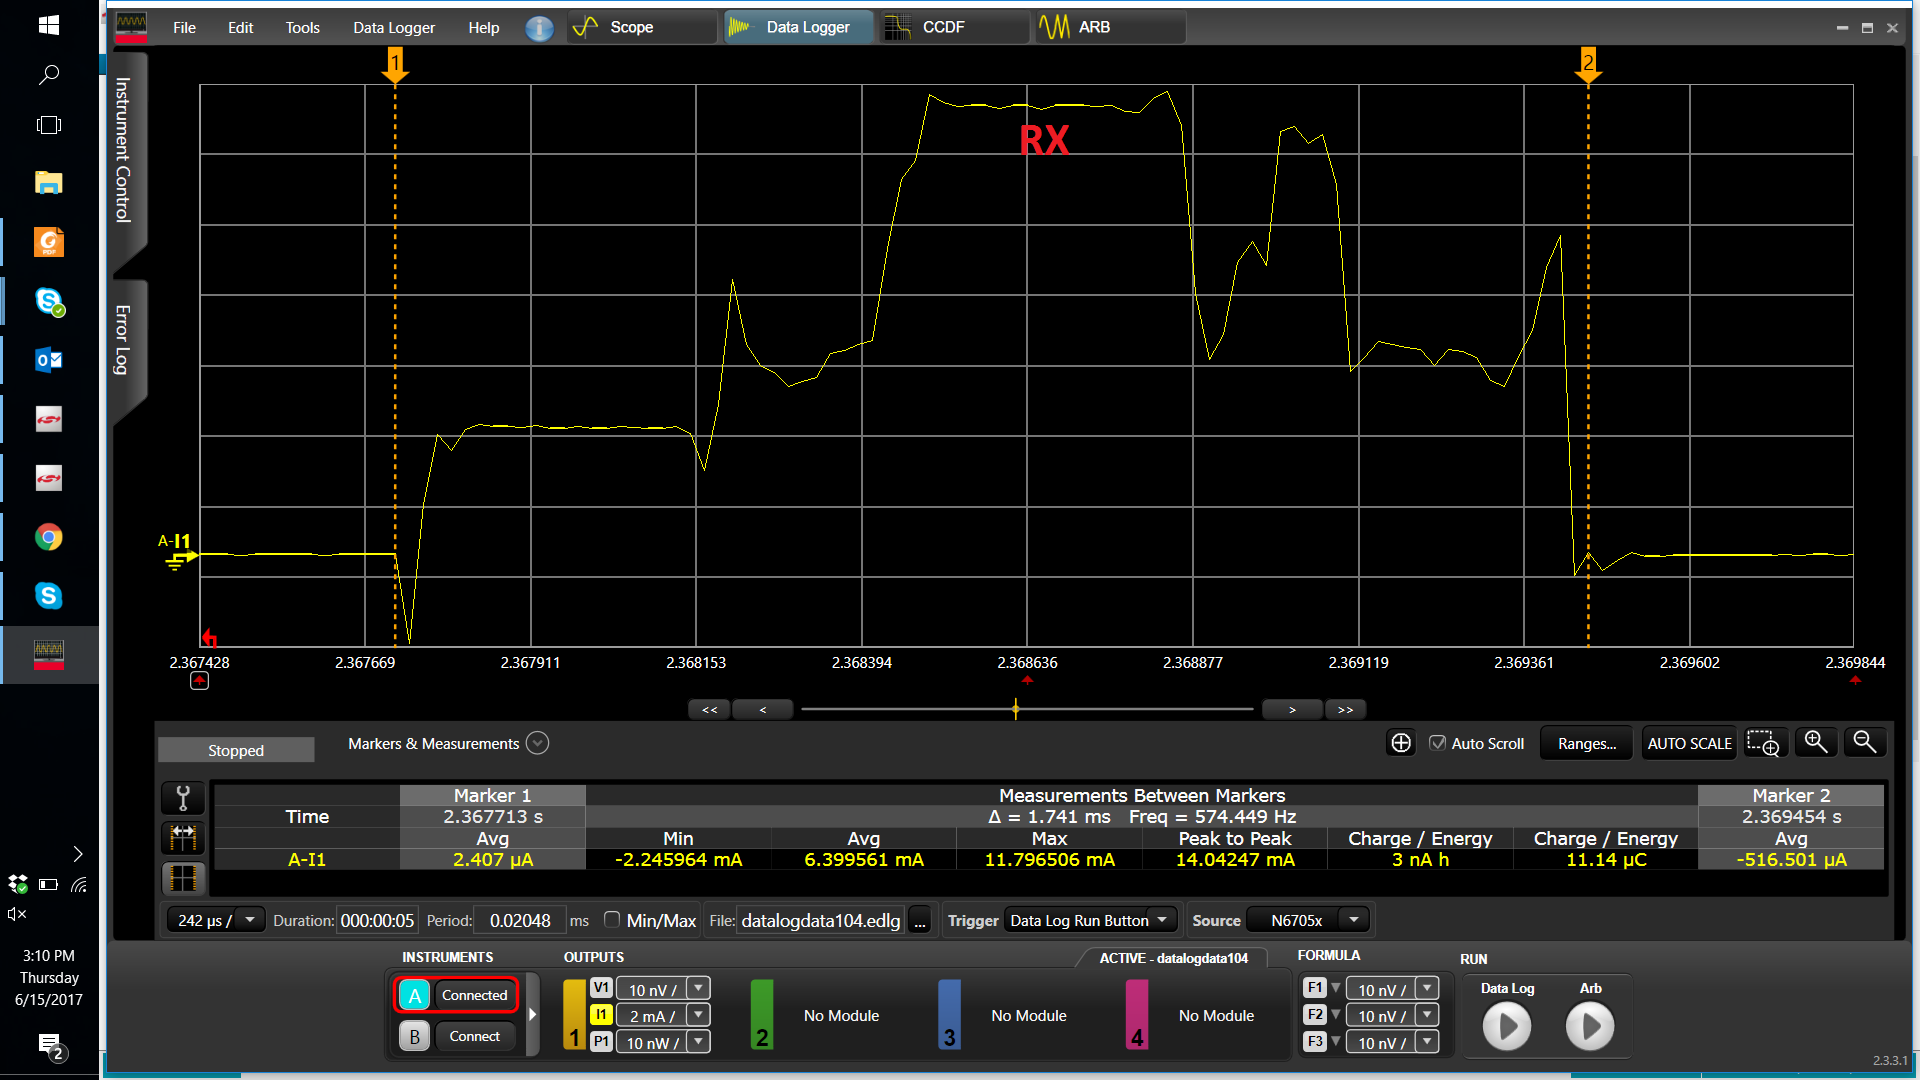 File Edit Tools Data Logger Help Scope Data Logger CCDF ARB
1 2
Instrument Control
Error Log
RX
A-I1
2.367428 2.367669 2.367911 2.368153 2.368394 2.368636 2.368877 2.369119 2.369361 2.369602 2.369844
<< < > >>
Stopped Markers & Measurements Auto Scroll Ranges... AUTO SCALE
Marker 1 Measurements Between Markers Marker 2
Time 2.367713 s Δ = 1.741 ms Freq = 574.449 Hz 2.369454 s
Avg Min Avg Max Peak to Peak Charge / Energy Charge / Energy Avg
A-I1 2.407 µA -2.245964 mA 6.399561 mA 11.796506 mA 14.04247 mA 3 nA h 11.14 µC -516.501 µA
242 µs / Duration: 000:00:05 Period: 0.02048 ms Min/Max File: datalogdata104.edlg ... Trigger Data Log Run Button Source N6705x
INSTRUMENTS OUTPUTS ACTIVE - datalogdata104 FORMULA RUN
A Connected
B Connect
1 V1 10 nV /
I1 2 mA /
P1 10 nW /
2 No Module
3 No Module
4 No Module
F1 10 nV /
F2 10 nV /
F3 10 nV /
Data Log Arb
2.3.3.1
PDF
3:10 PM
Thursday
6/15/2017
2